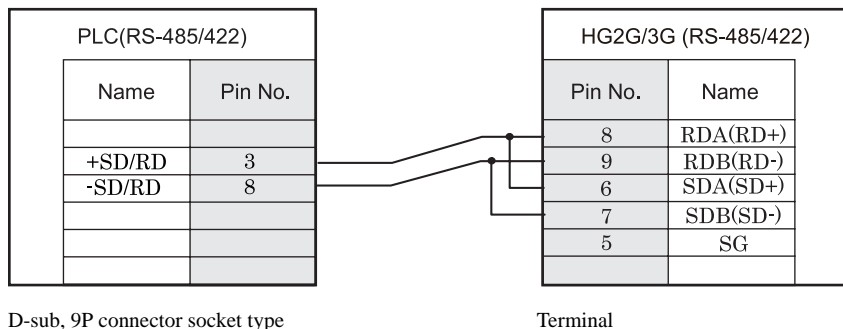 PLC(RS-485/422)
Name Pin No.
+SD/RD 3
-SD/RD 8
HG2G/3G (RS-485/422)
Pin No. Name
8 RDA(RD+)
9 RDB(RD-)
6 SDA(SD+)
7 SDB(SD-)
5 SG
D-sub, 9P connector socket type
Terminal